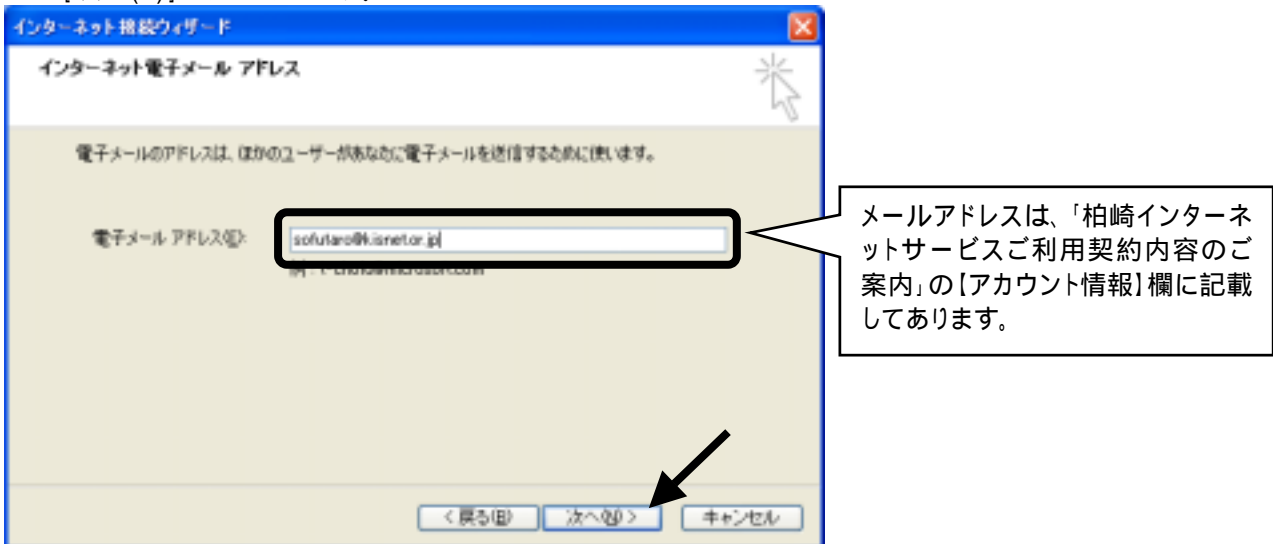 インターネット接続ウィザード
インターネット電子メール アドレス
電子メールのアドレスは、ほかのユーザーがあなたに電子メールを送信するために使います。
電子メール アドレス(E):
sofutaro@kisnet.or.jp
メールアドレスは、「柏崎インターネ
ットサービスご利用契約内容のご
案内」の【アカウント情報】欄に記載
してあります。
< 戻る(B)
次へ(N) >
キャンセル